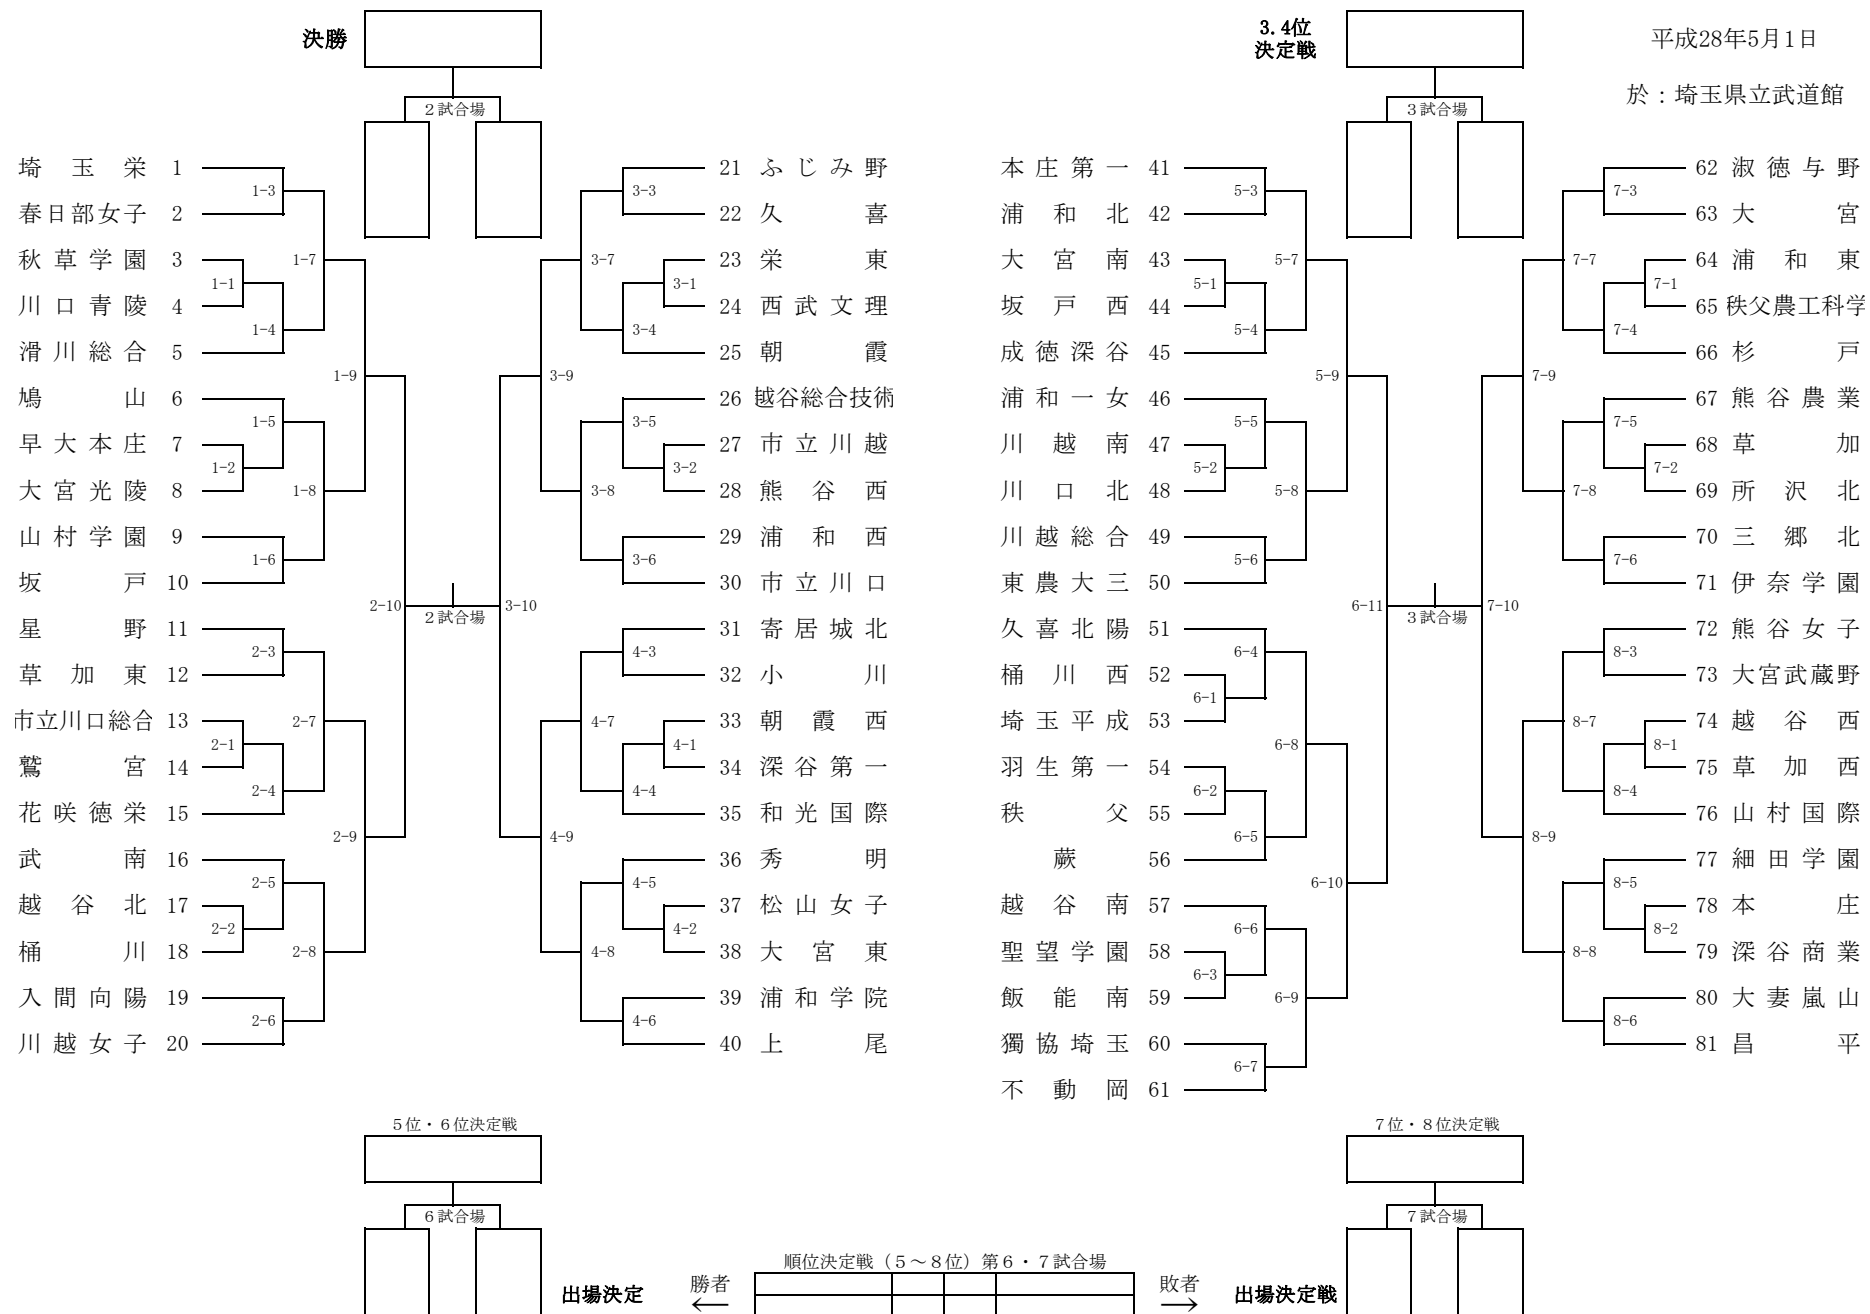 決勝
3.4位
決定戦
平成28年5月1日
於：埼玉県立武道館
2試合場
3試合場
埼玉栄 1
春日部女子 2
秋草学園 3
川口青陵 4
滑川総合 5
鳩山 6
早大本庄 7
大宮光陵 8
山村学園 9
坂戸 10
星野 11
草加東 12
市立川口総合 13
鷲宮 14
花咲徳栄 15
武南 16
越谷北 17
桶川 18
入間向陽 19
川越女子 20
1-3
1-1
1-4
1-7
1-5
1-2
1-8
1-6
1-9
2-3
2-1
2-4
2-7
2-5
2-2
2-8
2-6
2-9
2-10
2試合場
3-10
21 ふじみ野
22 久喜
23 栄東
24 西武文理
25 朝霞
26 越谷総合技術
27 市立川越
28 熊谷西
29 浦和西
30 市立川口
31 寄居城北
32 小川
33 朝霞西
34 深谷第一
35 和光国際
36 秀明
37 松山女子
38 大宮東
39 浦和学院
40 上尾
3-3
3-1
3-4
3-7
3-5
3-2
3-8
3-6
3-9
4-3
4-1
4-4
4-7
4-5
4-2
4-8
4-6
4-9
本庄第一 41
浦和北 42
大宮南 43
坂戸西 44
成徳深谷 45
浦和一女 46
川越南 47
川口北 48
川越総合 49
東農大三 50
久喜北陽 51
桶川西 52
埼玉平成 53
羽生第一 54
秩父 55
蕨 56
越谷南 57
聖望学園 58
飯能南 59
獨協埼玉 60
不動岡 61
5-3
5-1
5-4
5-7
5-5
5-2
5-8
5-6
5-9
6-4
6-1
6-2
6-5
6-8
6-6
6-3
6-9
6-7
6-10
6-11
3試合場
7-10
62 淑徳与野
63 大宮
64 浦和東
65 秩父農工科学
66 杉戸
67 熊谷農業
68 草加
69 所沢北
70 三郷北
71 伊奈学園
72 熊谷女子
73 大宮武蔵野
74 越谷西
75 草加西
76 山村国際
77 細田学園
78 本庄
79 深谷商業
80 大妻嵐山
81 昌平
7-3
7-1
7-4
7-7
7-5
7-2
7-8
7-6
7-9
8-3
8-1
8-4
8-7
8-5
8-2
8-8
8-6
8-9
5位・6位決定戦
6試合場
7位・8位決定戦
7試合場
順位決定戦（5～8位）第6・7試合場
出場決定
勝者
←
敗者
→
出場決定戦